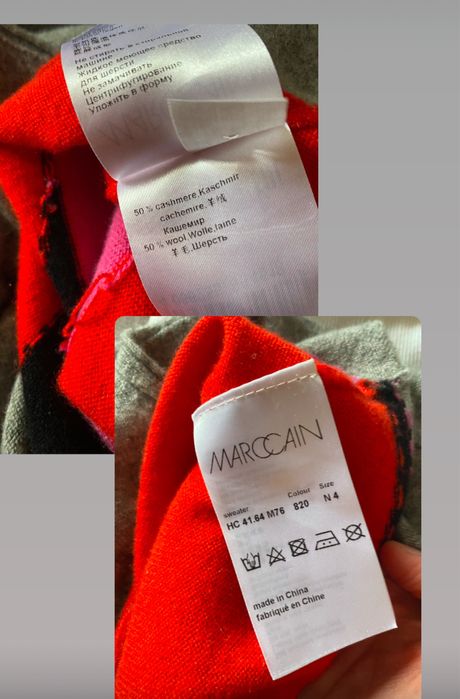 Не стирать в стиральной
машине
Жидкое моющее средство
для шерсти
Не замачивать
Центрифугирование
Уложить в форму
50 % cashmere,Kaschmir
cachemire,羊绒
Кашемир
50 % wool Wolle,laine
羊毛,Шерсть
MARCCAIN
sweater Colour Size
HC 41.64 M76 820 N 4
made in China
fabriqué en Chine